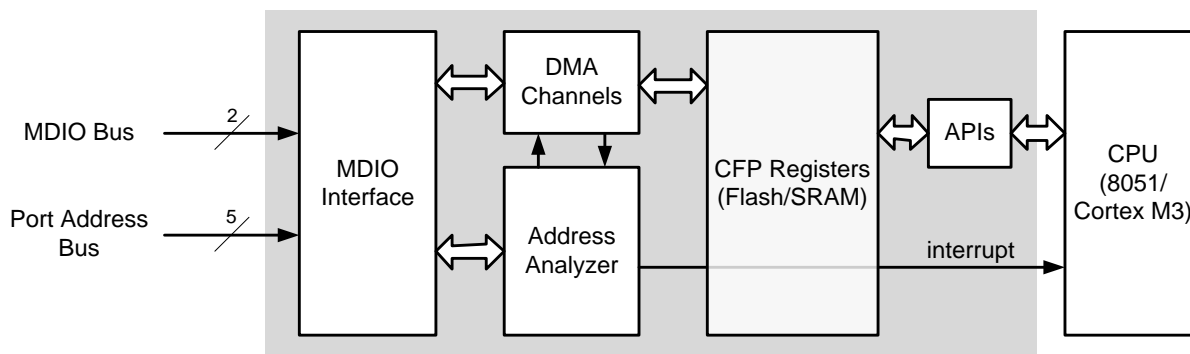 MDIO Bus
2
Port Address
Bus
5
MDIO
Interface
DMA
Channels
Address
Analyzer
CFP Registers
(Flash/SRAM)
APIs
interrupt
CPU
(8051/
Cortex M3)